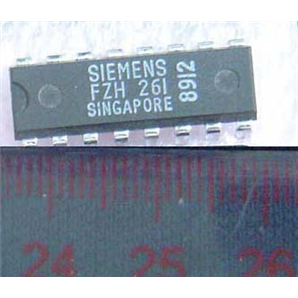 SIEMENS
FZH 261
SINGAPORE
8912
24 25 26